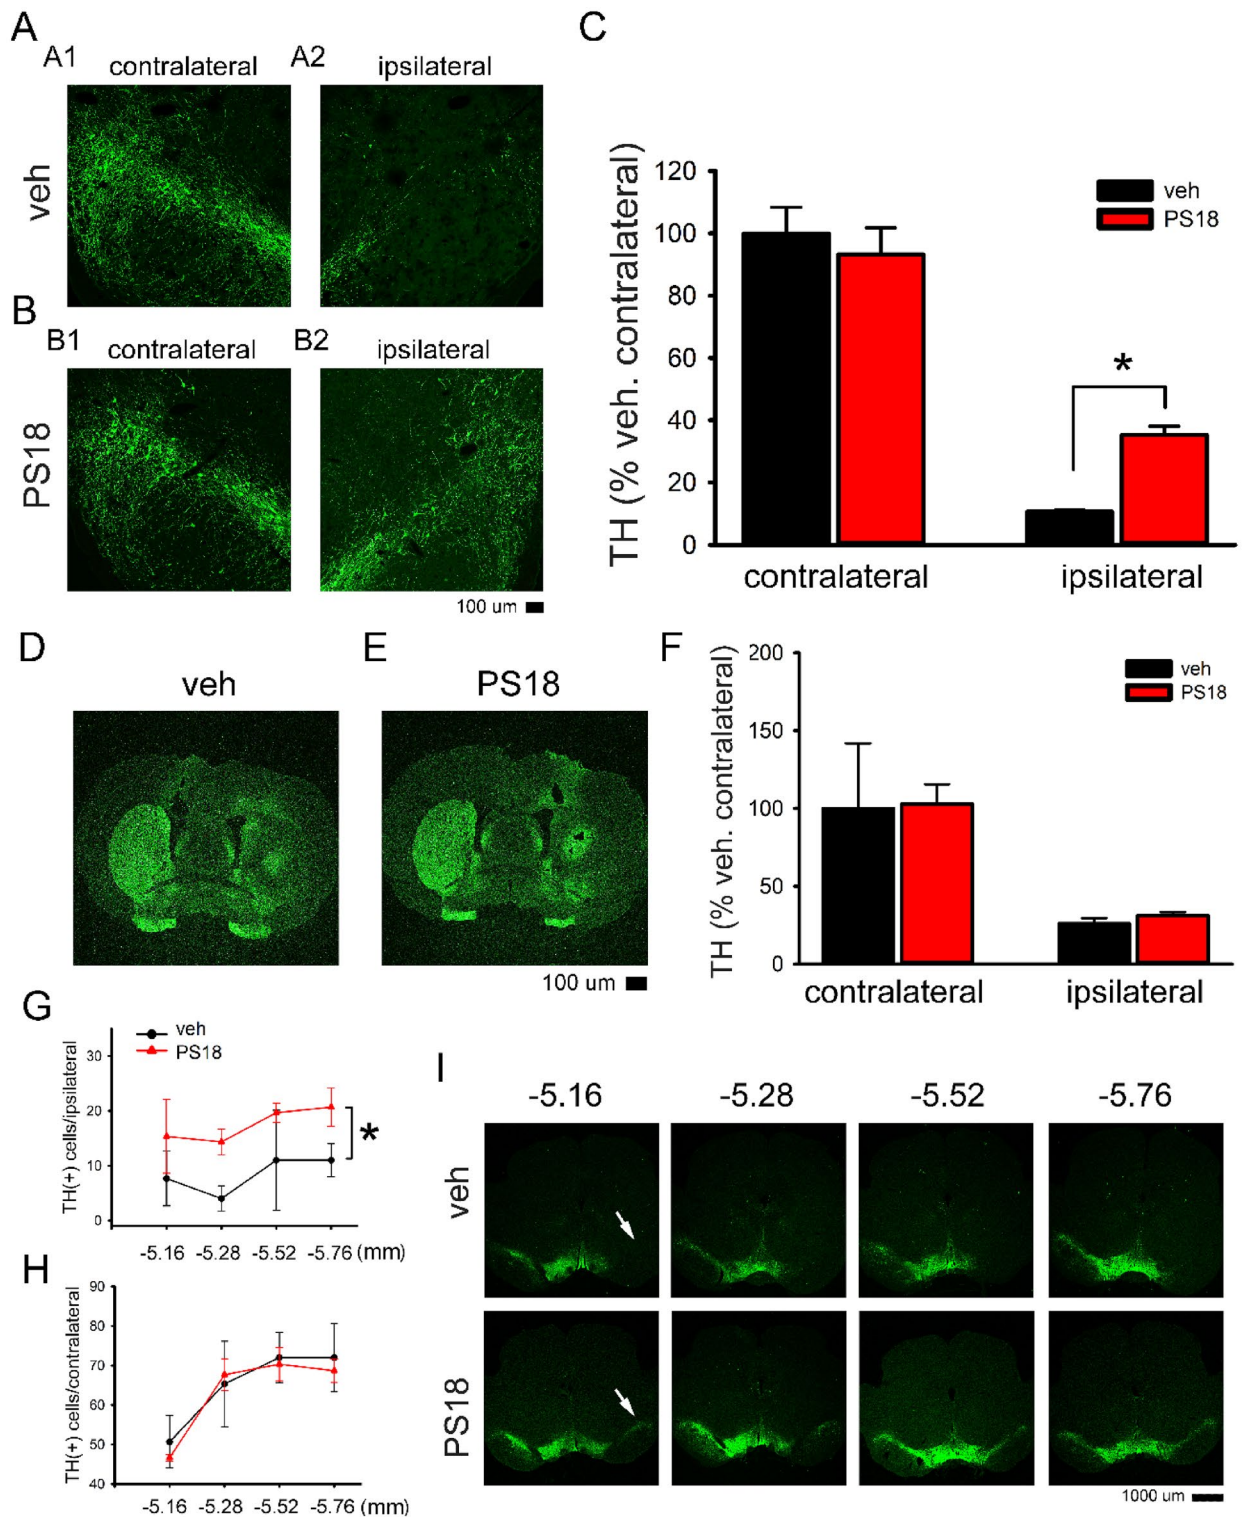 A
A1 contralateral A2 ipsilateral
veh
B
B1 contralateral B2 ipsilateral
PS18
100 um
C
TH (% veh. contralateral)
120
100
80
60
40
20
0
veh
PS18
*
contralateral ipsilateral
D
veh
E
PS18
100 um
F
TH (% veh. contralateral)
200
150
100
50
0
veh
PS18
contralateral ipsilateral
G
TH(+) cells/ipsilateral
veh
PS18
30
20
10
0
*
-5.16 -5.28 -5.52 -5.76 (mm)
H
TH(+) cells/contralateral
90
80
70
60
50
40
-5.16 -5.28 -5.52 -5.76 (mm)
I
-5.16 -5.28 -5.52 -5.76
veh
PS18
1000 um